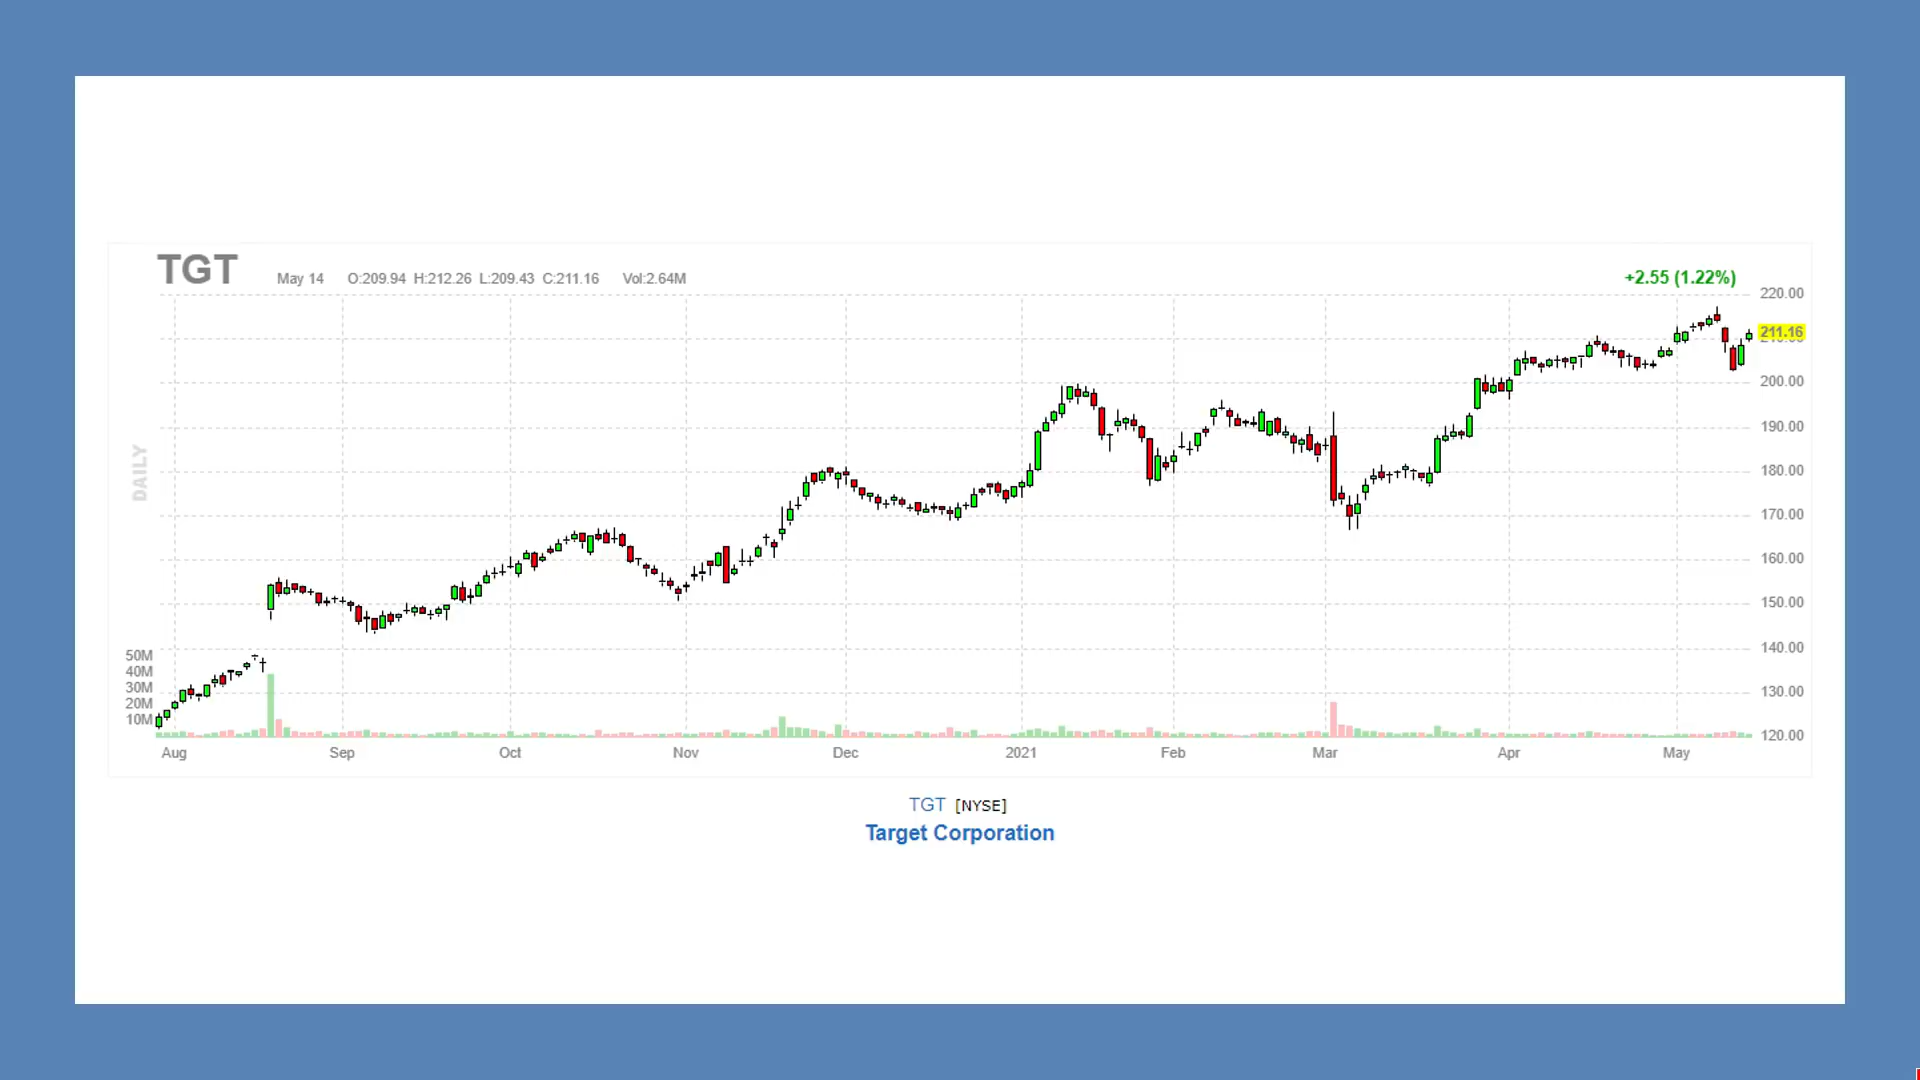 TGT May 14 O:209.94 H:212.26 L:209.43 C:211.16 Vol:2.64M +2.55 (1.22%)
220.00
211.16
200.00
190.00
DAILY
180.00
170.00
160.00
150.00
140.00
50M
40M
30M
130.00
20M
10M
120.00
Aug Sep Oct Nov Dec 2021 Feb Mar Apr May
TGT [NYSE]
Target Corporation